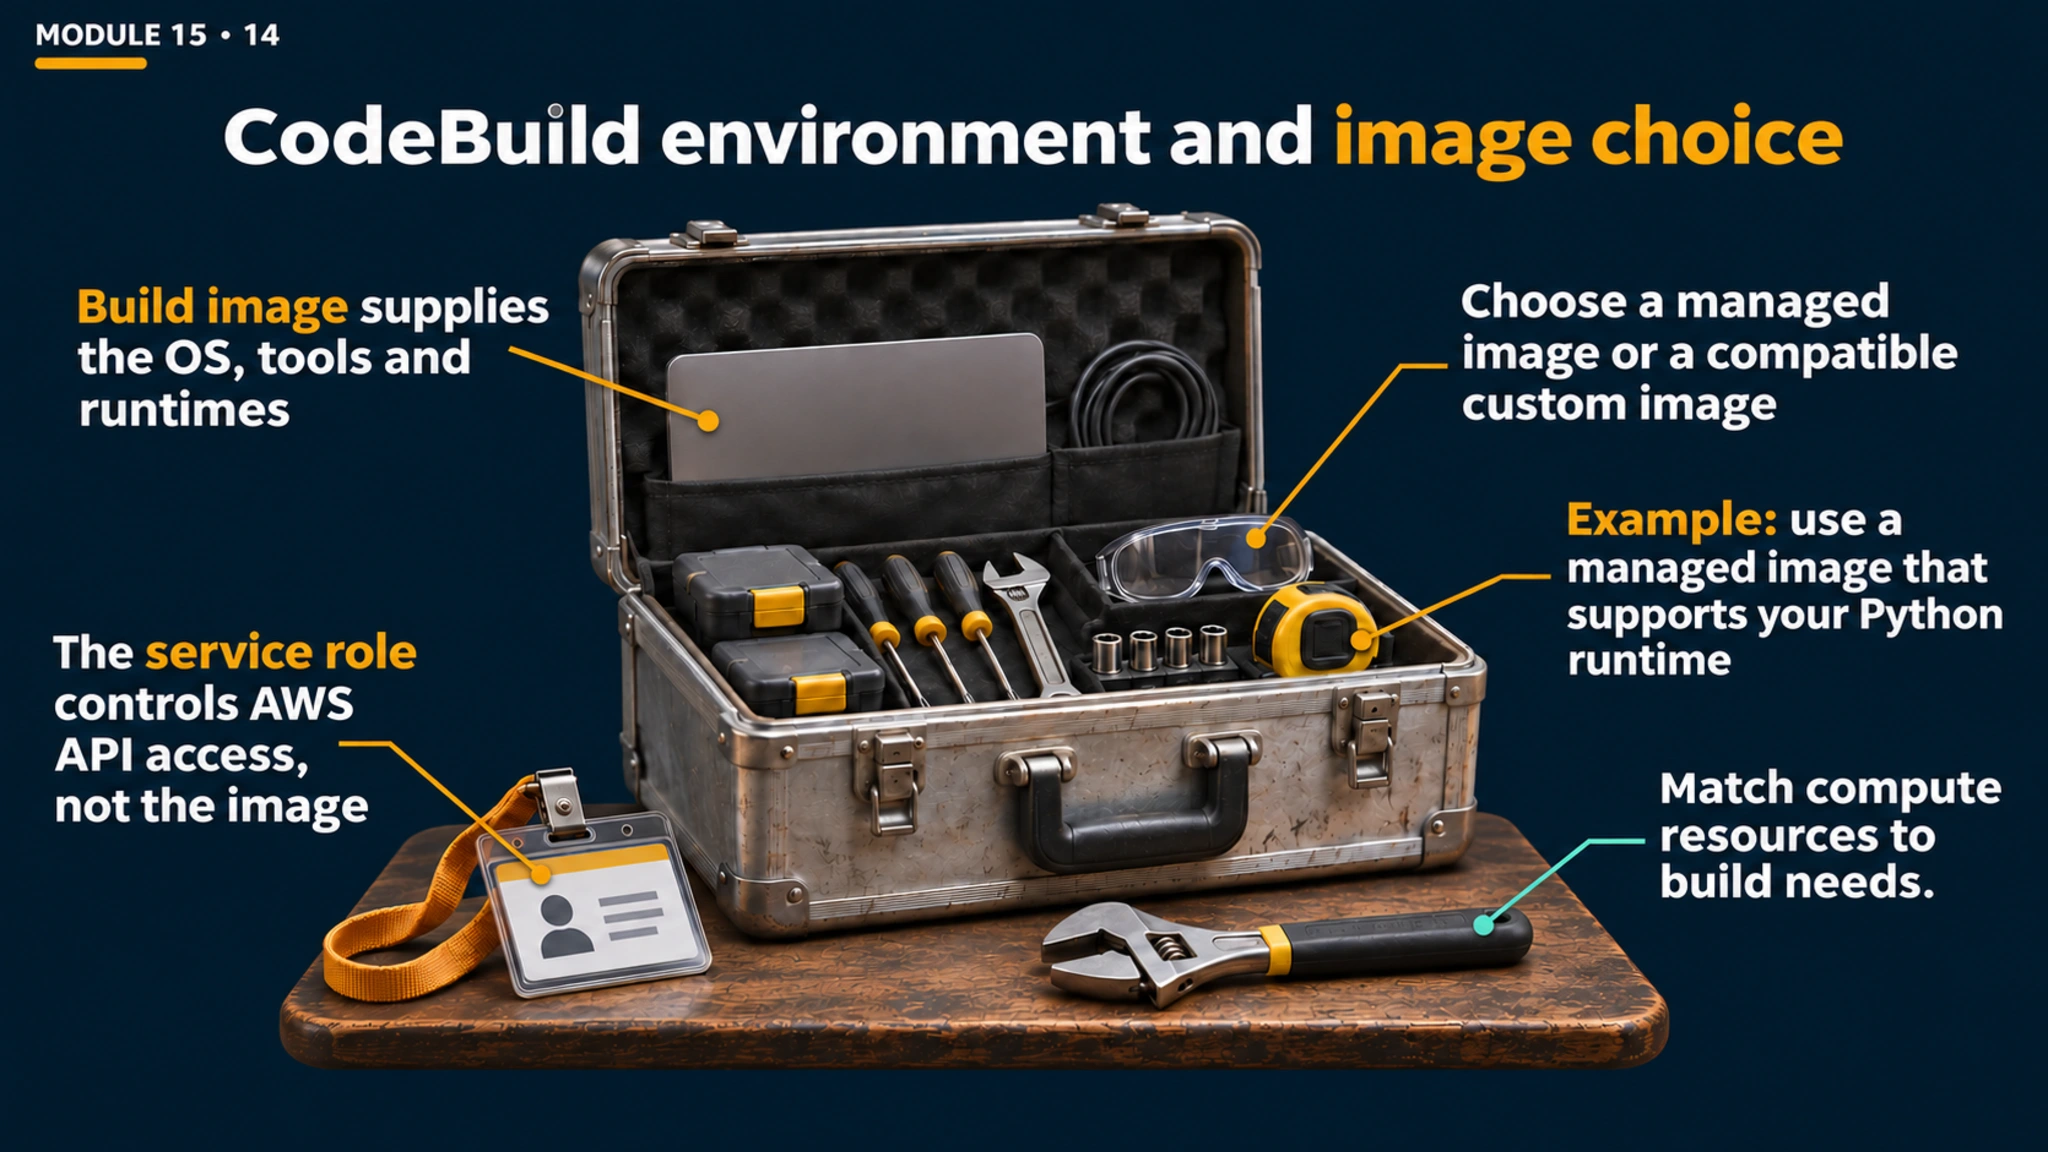 MODULE 15 • 14
CodeBuild environment and image choice
Build image supplies
the OS, tools and
runtimes
Choose a managed
image or a compatible
custom image
Example: use a
managed image that
supports your Python
runtime
The service role
controls AWS
API access,
not the image
Match compute
resources to
build needs.